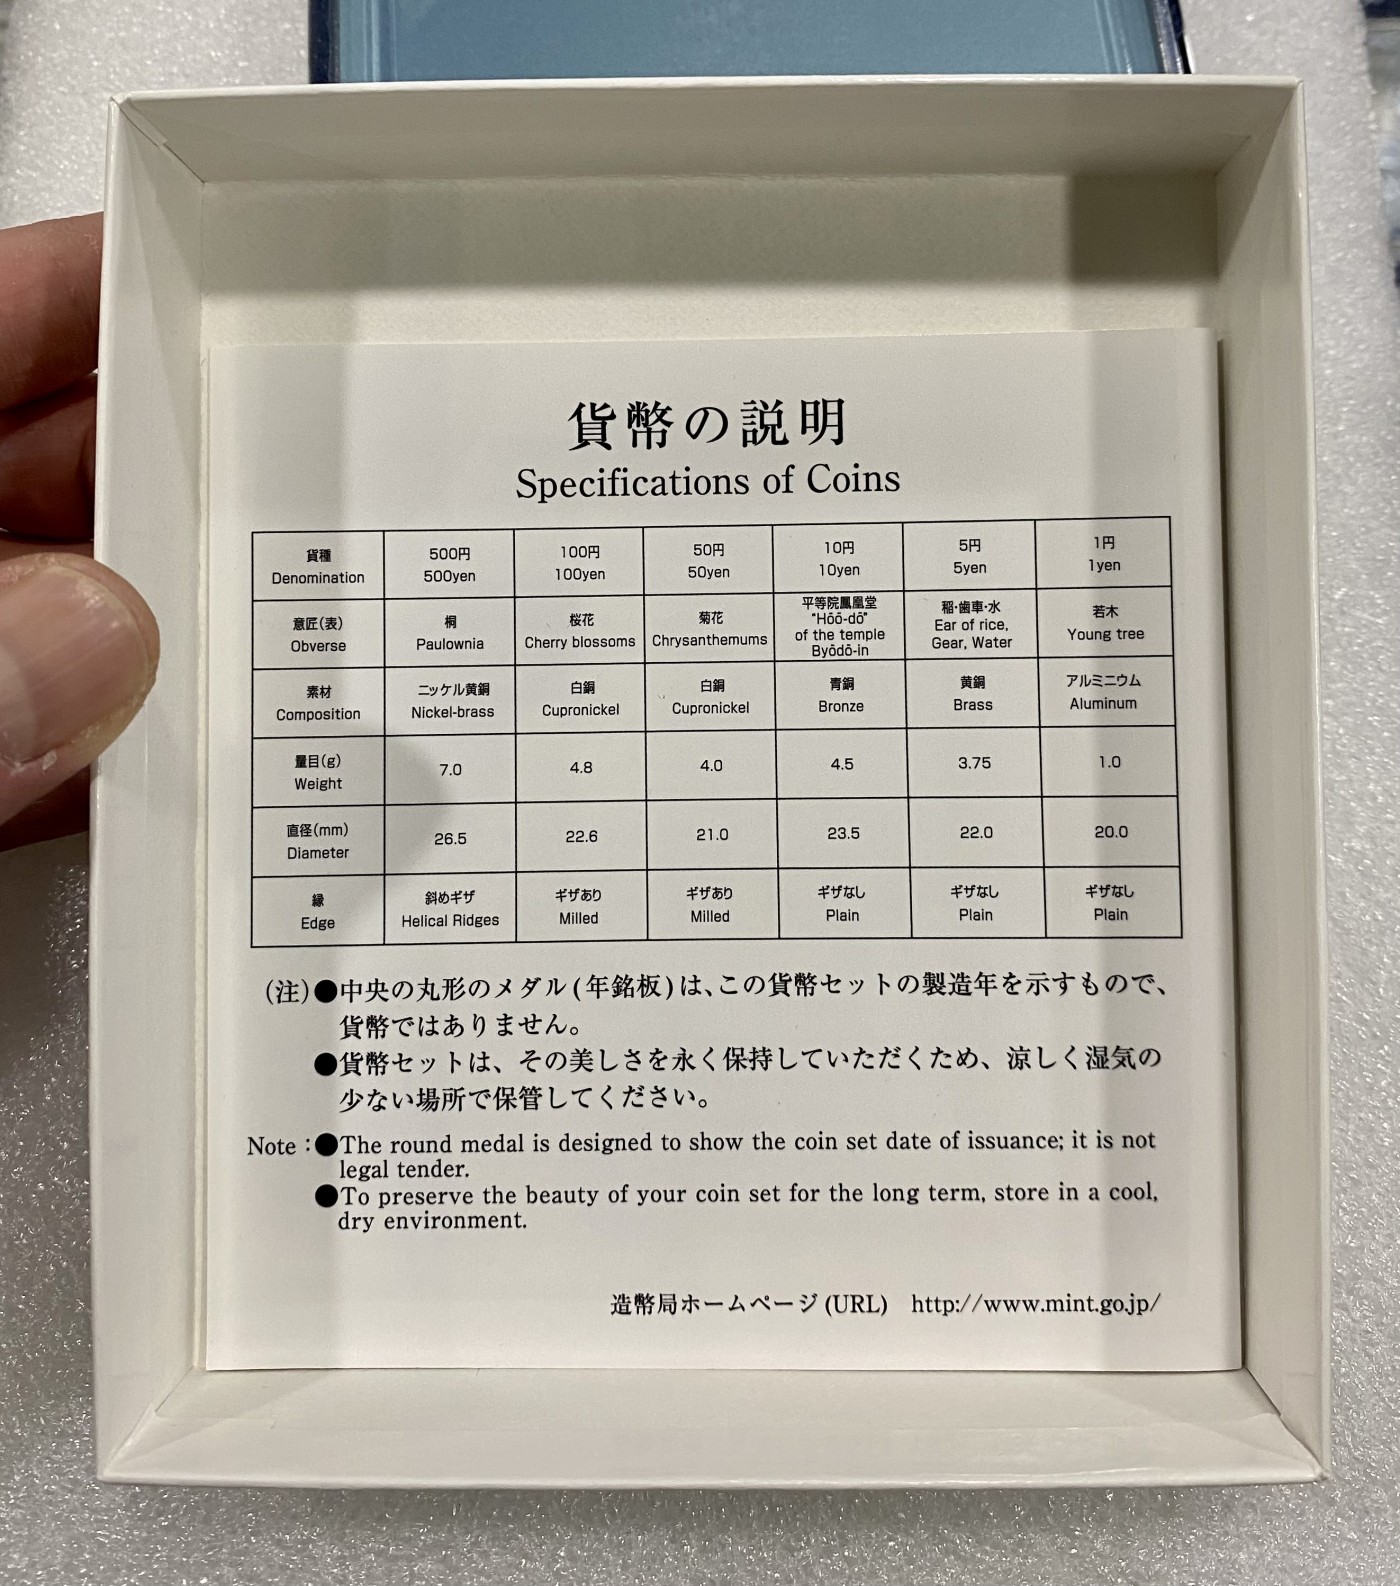 貨幣の説明
Specifications of Coins
貨種 500円 100円 50円 10円 5円 1円
Denomination 500yen 100yen 50yen 10yen 5yen 1yen
意匠(表) 桐 桜花 菊花 平等院鳳凰堂 稲・歯車・水 若木
Obverse Paulownia Cherry blossoms Chrysanthemums "Hōō-dō" of the temple Byōdō-in Ear of rice, Gear, Water Young tree
素材 ニッケル黄銅 白銅 白銅 青銅 黄銅 アルミニウム
Composition Nickel-brass Cupronickel Cupronickel Bronze Brass Aluminum
量目(g) Weight 7.0 4.8 4.0 4.5 3.75 1.0
直径(mm) Diameter 26.5 22.6 21.0 23.5 22.0 20.0
縁 斜めギザ ギザあり ギザあり ギザなし ギザなし ギザなし
Edge Helical Ridges Milled Milled Plain Plain Plain
(注)●中央の丸形のメダル(年銘板)は、この貨幣セットの製造年を示すもので、
貨幣ではありません。
●貨幣セットは、その美しさを永く保持していただくため、涼しく湿気の
少ない場所で保管してください。
Note :●The round medal is designed to show the coin set date of issuance; it is not
legal tender.
●To preserve the beauty of your coin set for the long term, store in a cool,
dry environment.
造幣局ホームページ(URL) http://www.mint.go.jp/